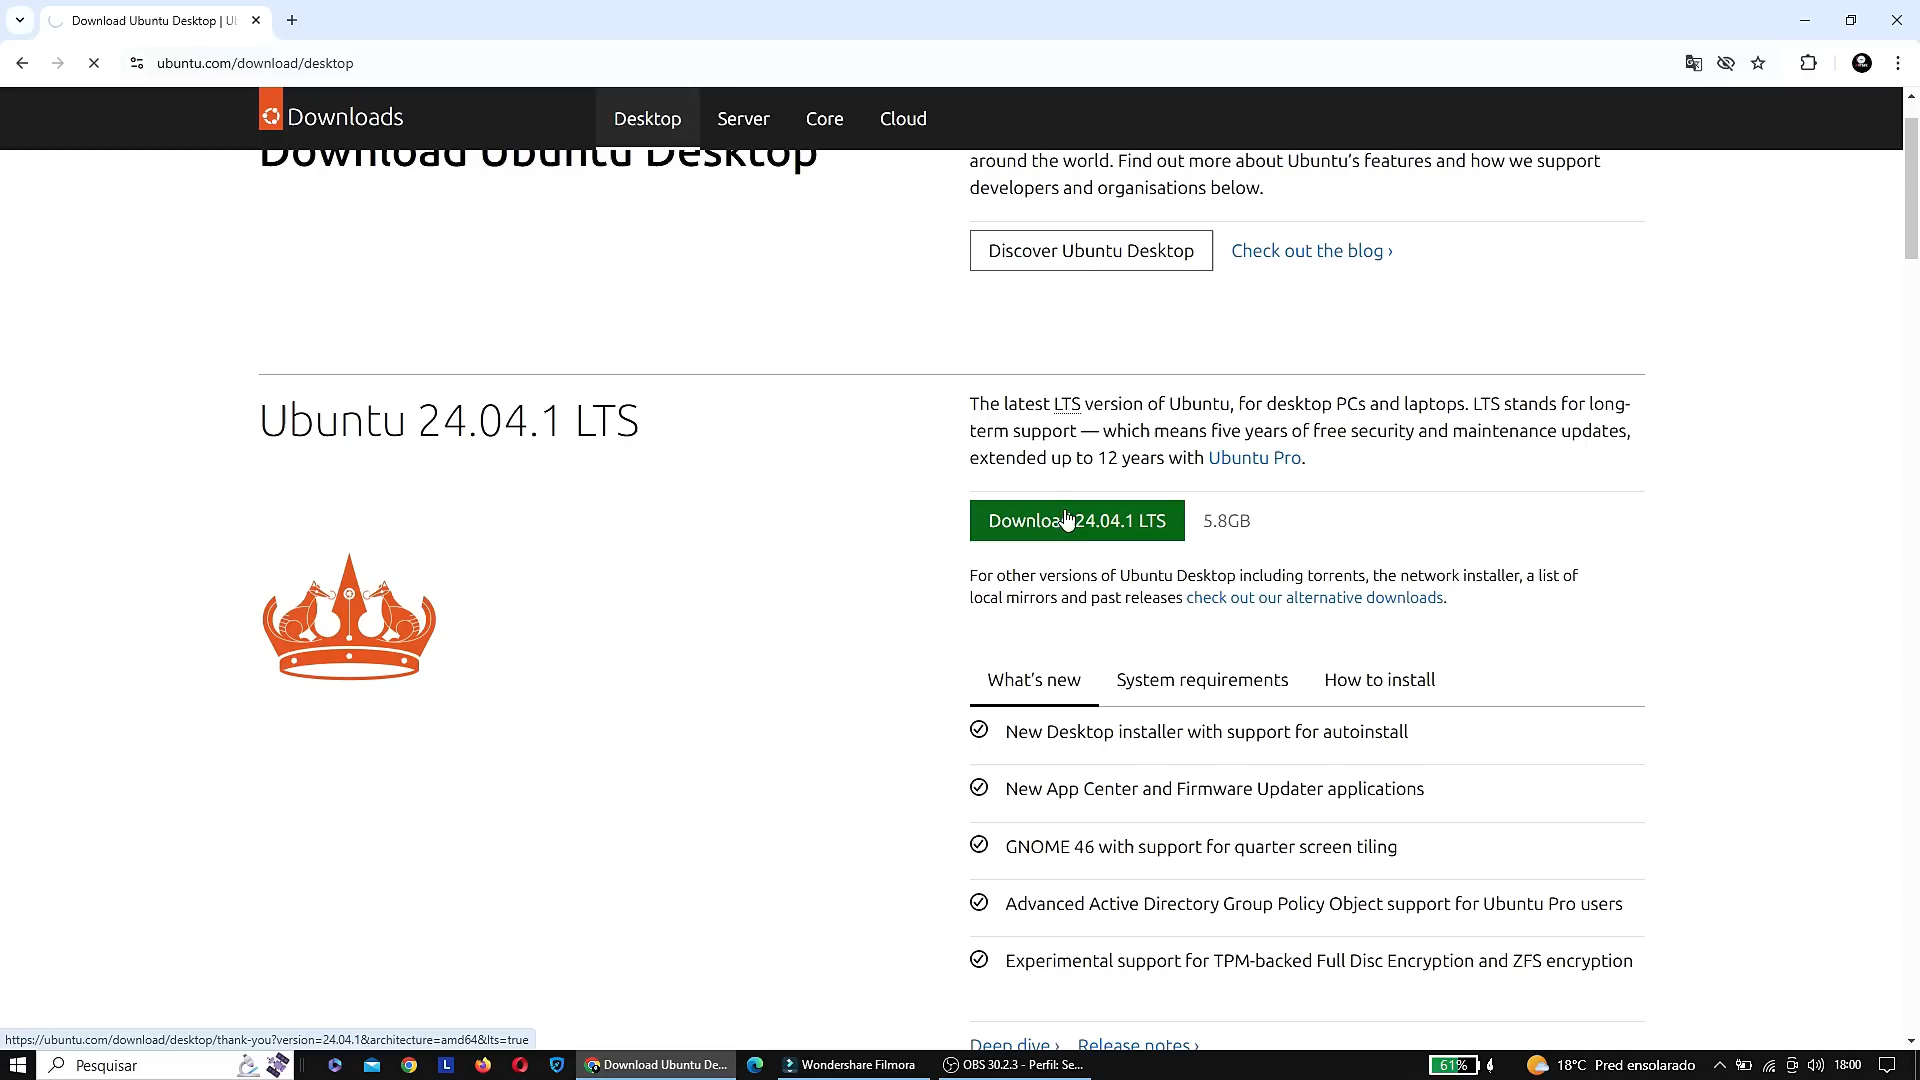 Download Ubuntu Desktop | U
ubuntu.com/download/desktop
Downloads
Desktop
Server
Core
Cloud
Download Ubuntu Desktop
around the world. Find out more about Ubuntu’s features and how we support
developers and organisations below.
Discover Ubuntu Desktop
Check out the blog ›
Ubuntu 24.04.1 LTS
The latest LTS version of Ubuntu, for desktop PCs and laptops. LTS stands for long-
term support — which means five years of free security and maintenance updates,
extended up to 12 years with Ubuntu Pro.
Download 24.04.1 LTS
5.8GB
For other versions of Ubuntu Desktop including torrents, the network installer, a list of
local mirrors and past releases check out our alternative downloads.
What’s new
System requirements
How to install
New Desktop installer with support for autoinstall
New App Center and Firmware Updater applications
GNOME 46 with support for quarter screen tiling
Advanced Active Directory Group Policy Object support for Ubuntu Pro users
Experimental support for TPM-backed Full Disc Encryption and ZFS encryption
Deep dive ›
Release notes ›
https://ubuntu.com/download/desktop/thank-you?version=24.04.1&architecture=amd64&lts=true
Pesquisar
L
Download Ubuntu De...
Wondershare Filmora
OBS 30.2.3 - Perfil: Se...
61%
18°C Pred ensolarado
18:00